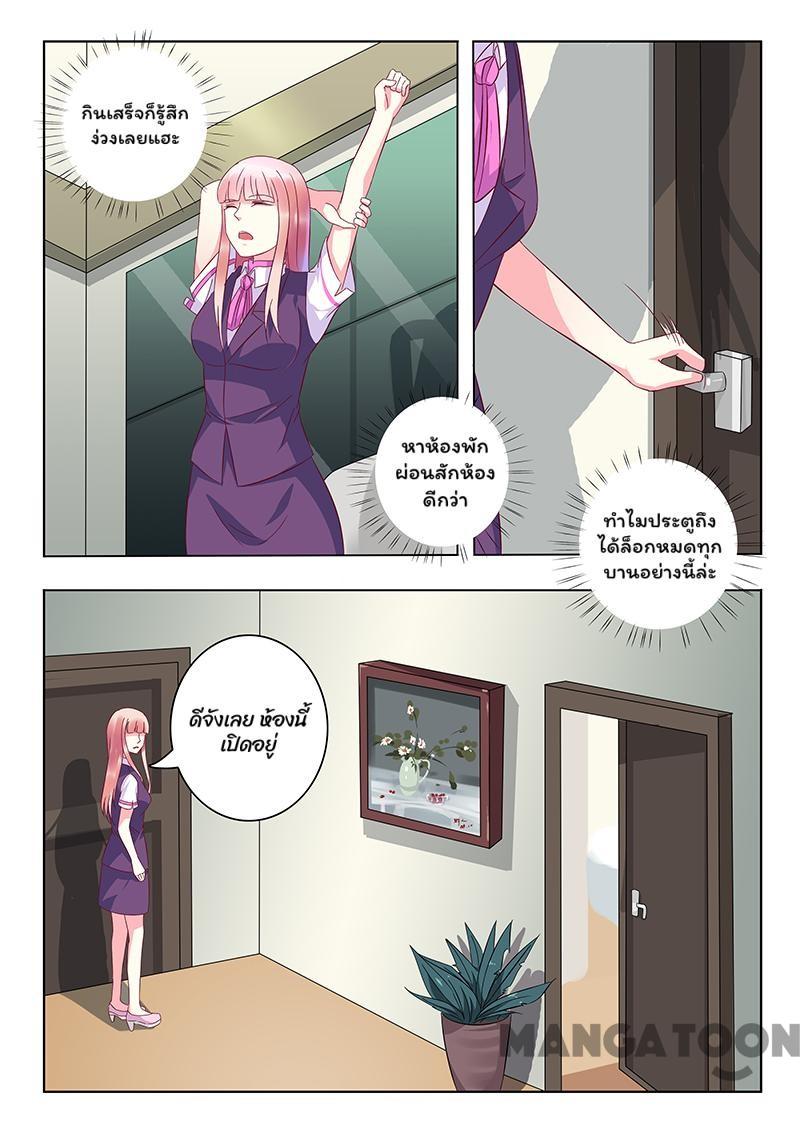 กินเสร็จก็รู้สึก
ง่วงเลยแฮะ
หาห้องพัก
ผ่อนสักห้อง
ดีกว่า
ทำไมประตูถึง
ได้ล็อกหมดทุก
บานอย่างนี้ล่ะ
ดีจังเลย ห้องนี้
เปิดอยู่
MANGATOON